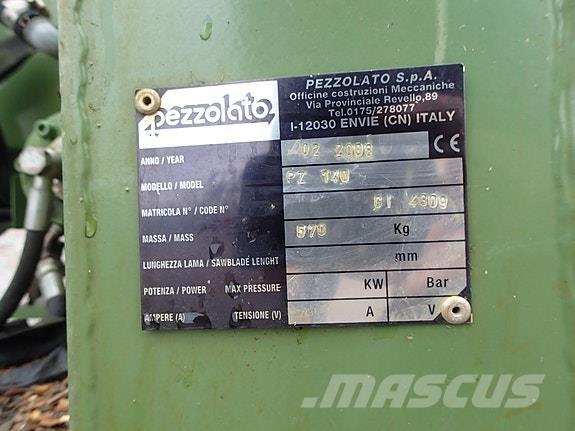 pezzolato
PEZZOLATO S.p.A.
Officine costruzioni Meccaniche
Via Provinciale Revello,89
Tel.0175/278077
I-12030 ENVIE (CN) ITALY
ANNO / YEAR 02 2008 CE
MODELLO / MODEL PZ 140
MATRICOLA N° / CODE N° 4309
MASSA / MASS 570 Kg
LUNGHEZZA LAMA / SAWBLADE LENGHT mm
POTENZA / POWER MAX PRESSURE KW Bar
AMPERE (A) TENSIONE (V) A V
MASCUS